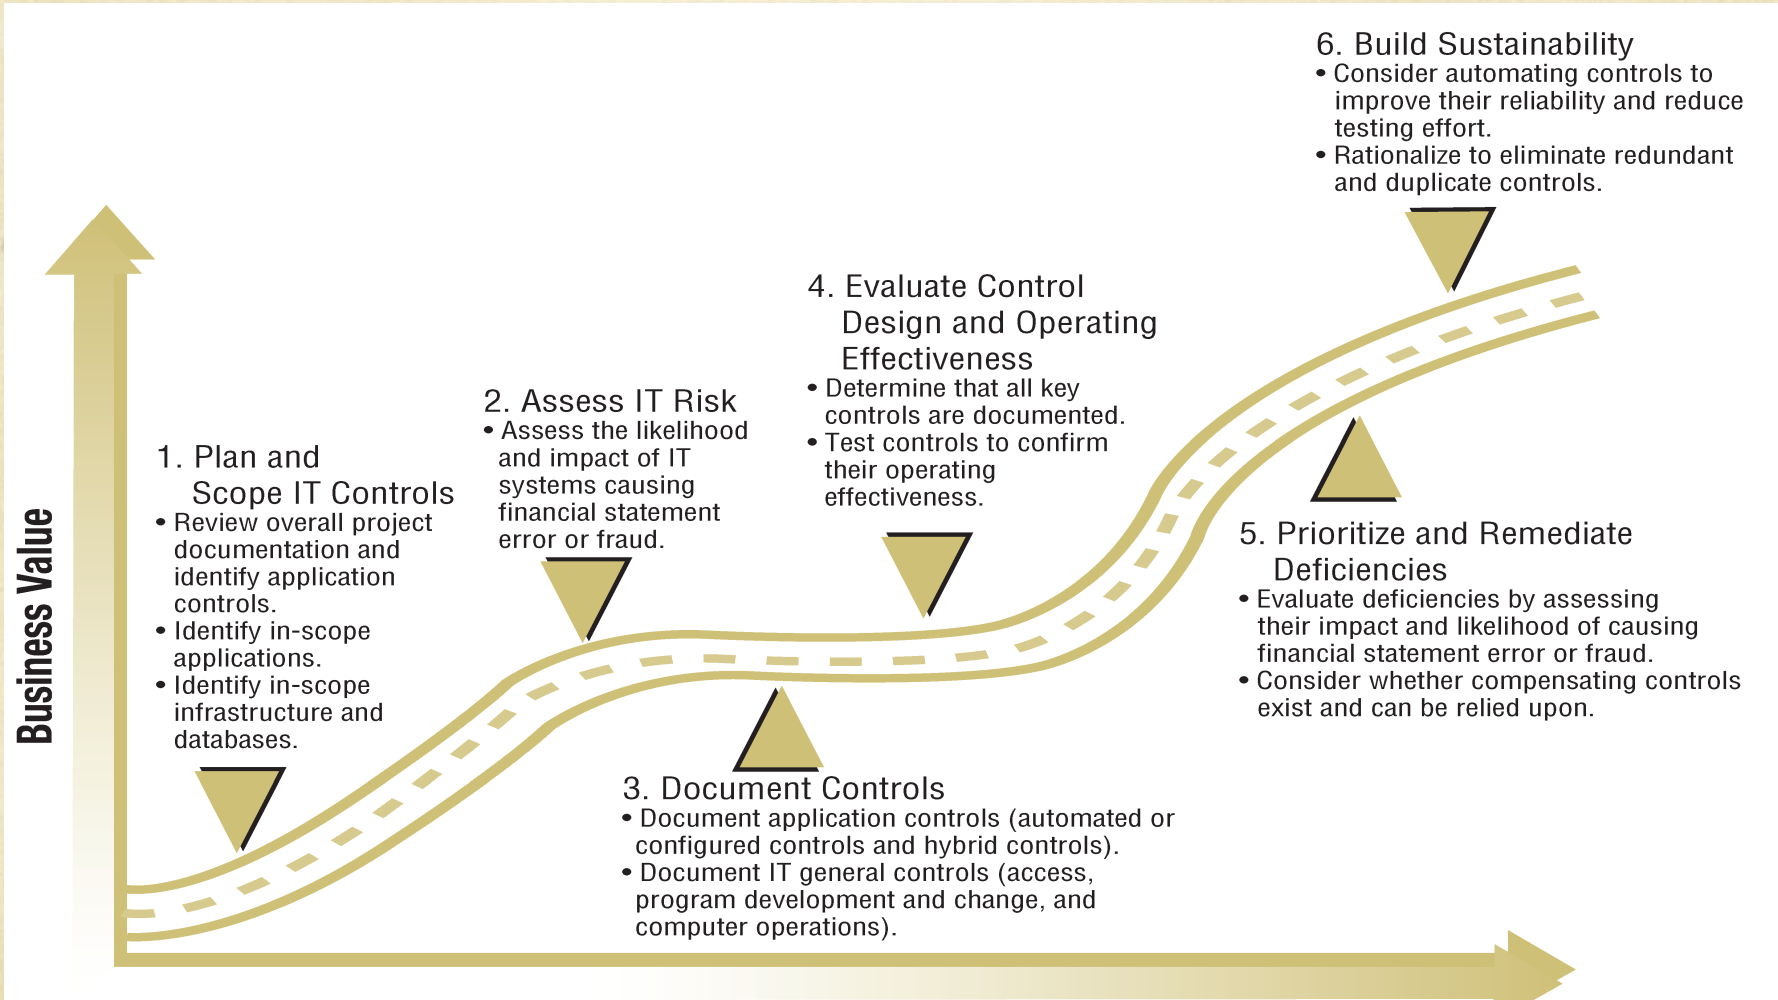 6. Build Sustainability
• Consider automating controls to
improve their reliability and reduce
testing effort.
• Rationalize to eliminate redundant
and duplicate controls.
4. Evaluate Control
Design and Operating
Effectiveness
• Determine that all key
controls are documented.
• Test controls to confirm
their operating
effectiveness.
2. Assess IT Risk
• Assess the likelihood
and impact of IT
systems causing
financial statement
error or fraud.
1. Plan and
Scope IT Controls
• Review overall project
documentation and
identify application
controls.
• Identify in-scope
applications.
• Identify in-scope
infrastructure and
databases.
Business Value
5. Prioritize and Remediate
Deficiencies
• Evaluate deficiencies by assessing
their impact and likelihood of causing
financial statement error or fraud.
• Consider whether compensating controls
exist and can be relied upon.
3. Document Controls
• Document application controls (automated or
configured controls and hybrid controls).
• Document IT general controls (access,
program development and change, and
computer operations).